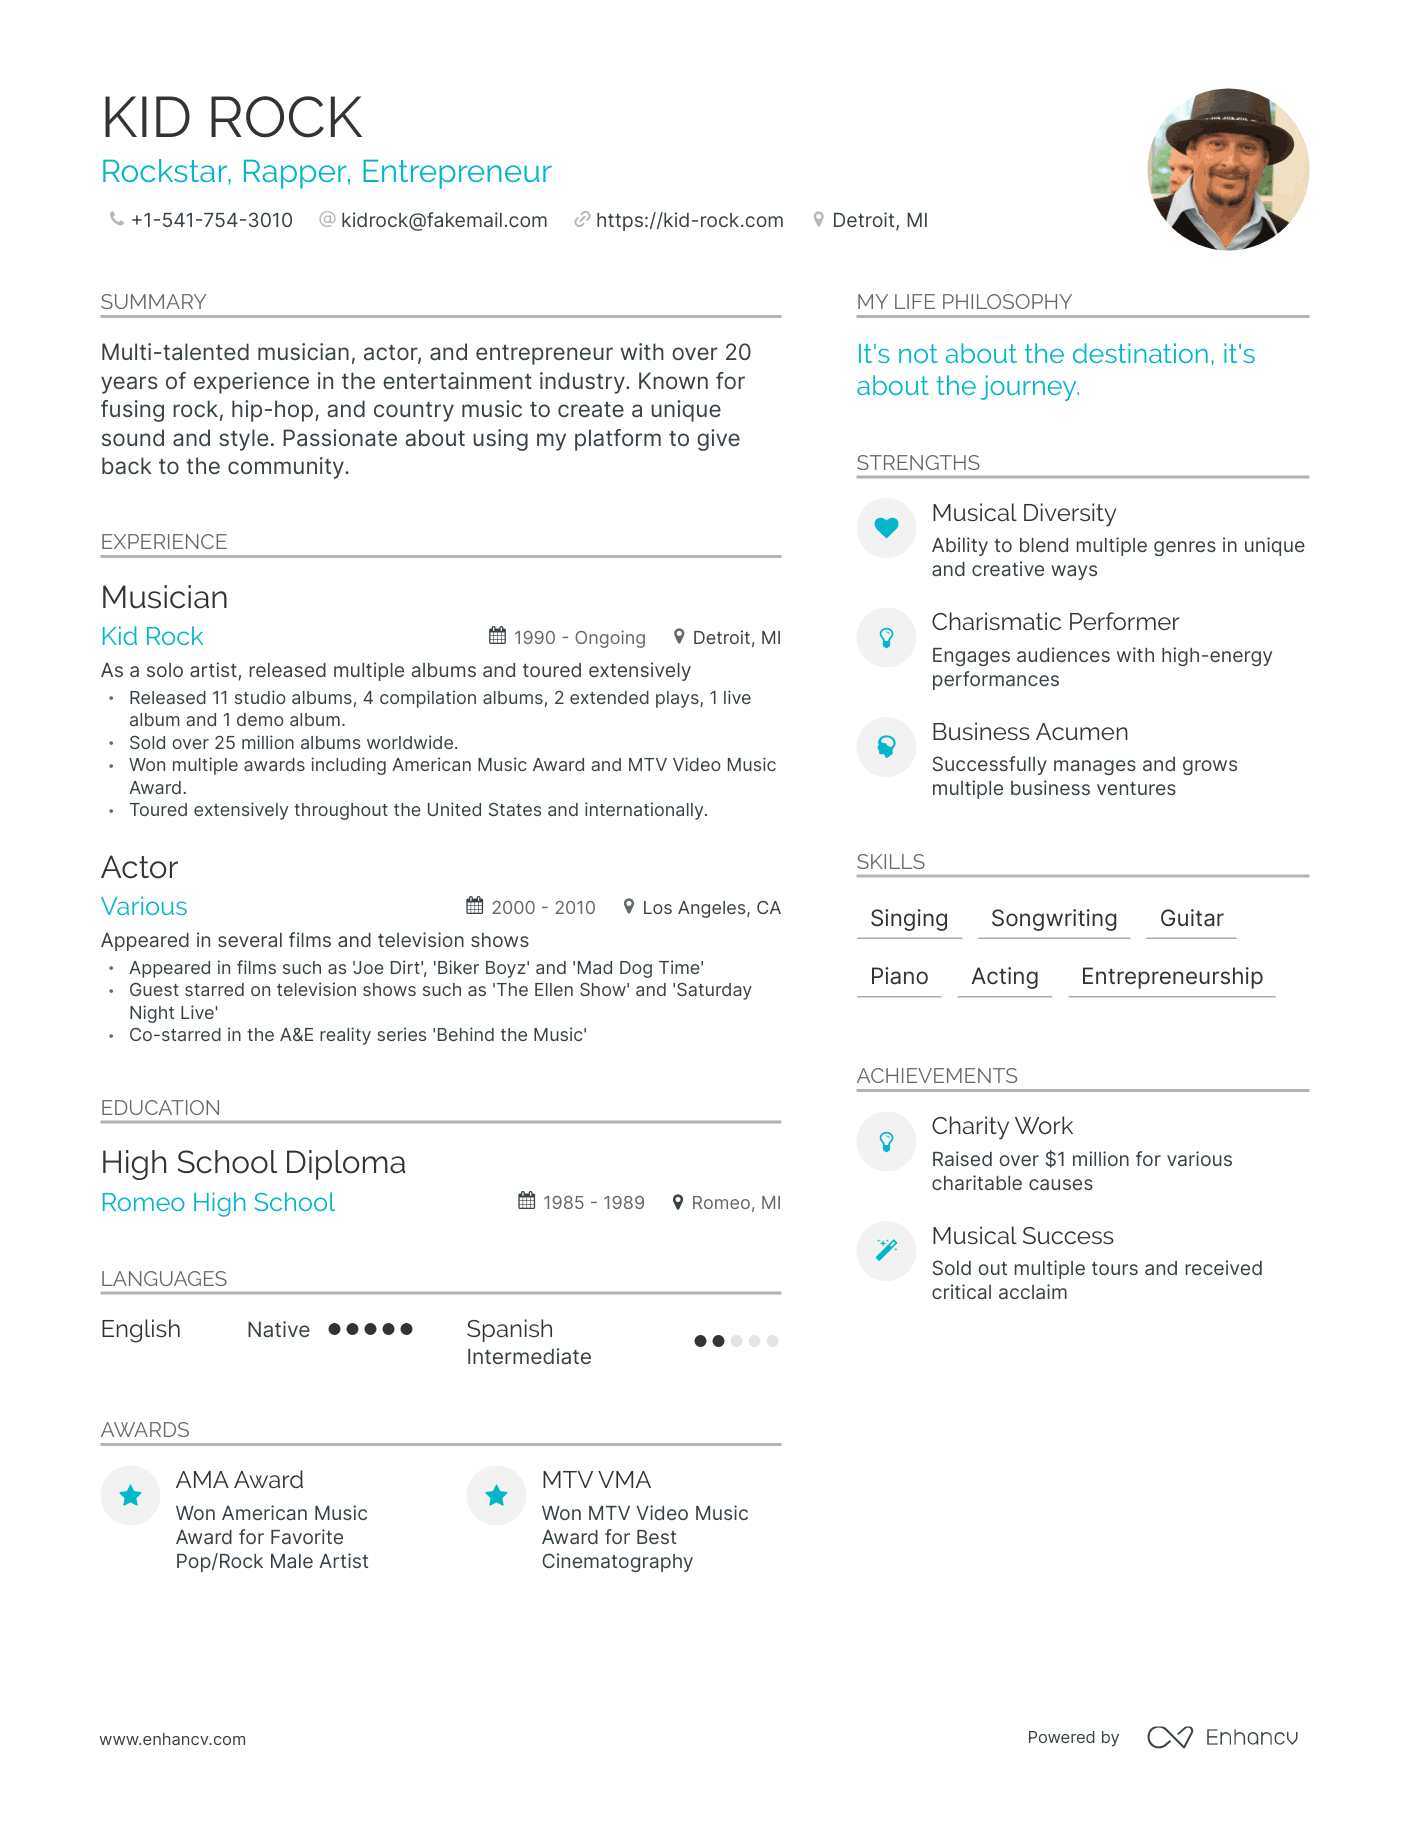 KID ROCK
Rockstar, Rapper, Entrepreneur
+1-541-754-3010 @ kidrock@fakemail.com https://kid-rock.com Detroit, MI
SUMMARY
Multi-talented musician, actor, and entrepreneur with over 20
years of experience in the entertainment industry. Known for
fusing rock, hip-hop, and country music to create a unique
sound and style. Passionate about using my platform to give
back to the community.
EXPERIENCE
Musician
Kid Rock 1990 - Ongoing Detroit, MI
As a solo artist, released multiple albums and toured extensively
• Released 11 studio albums, 4 compilation albums, 2 extended plays, 1 live
album and 1 demo album.
• Sold over 25 million albums worldwide.
• Won multiple awards including American Music Award and MTV Video Music
Award.
• Toured extensively throughout the United States and internationally.
Actor
Various 2000 - 2010 Los Angeles, CA
Appeared in several films and television shows
• Appeared in films such as 'Joe Dirt', 'Biker Boyz' and 'Mad Dog Time'
• Guest starred on television shows such as 'The Ellen Show' and 'Saturday
Night Live'
• Co-starred in the A&E reality series 'Behind the Music'
EDUCATION
High School Diploma
Romeo High School 1985 - 1989 Romeo, MI
LANGUAGES
English Native Spanish
Intermediate
AWARDS
AMA Award
Won American Music
Award for Favorite
Pop/Rock Male Artist
MTV VMA
Won MTV Video Music
Award for Best
Cinematography
MY LIFE PHILOSOPHY
It's not about the destination, it's
about the journey.
STRENGTHS
Musical Diversity
Ability to blend multiple genres in unique
and creative ways
Charismatic Performer
Engages audiences with high-energy
performances
Business Acumen
Successfully manages and grows
multiple business ventures
SKILLS
Singing Songwriting Guitar
Piano Acting Entrepreneurship
ACHIEVEMENTS
Charity Work
Raised over $1 million for various
charitable causes
Musical Success
Sold out multiple tours and received
critical acclaim
www.enhancv.com
Powered by Enhancv